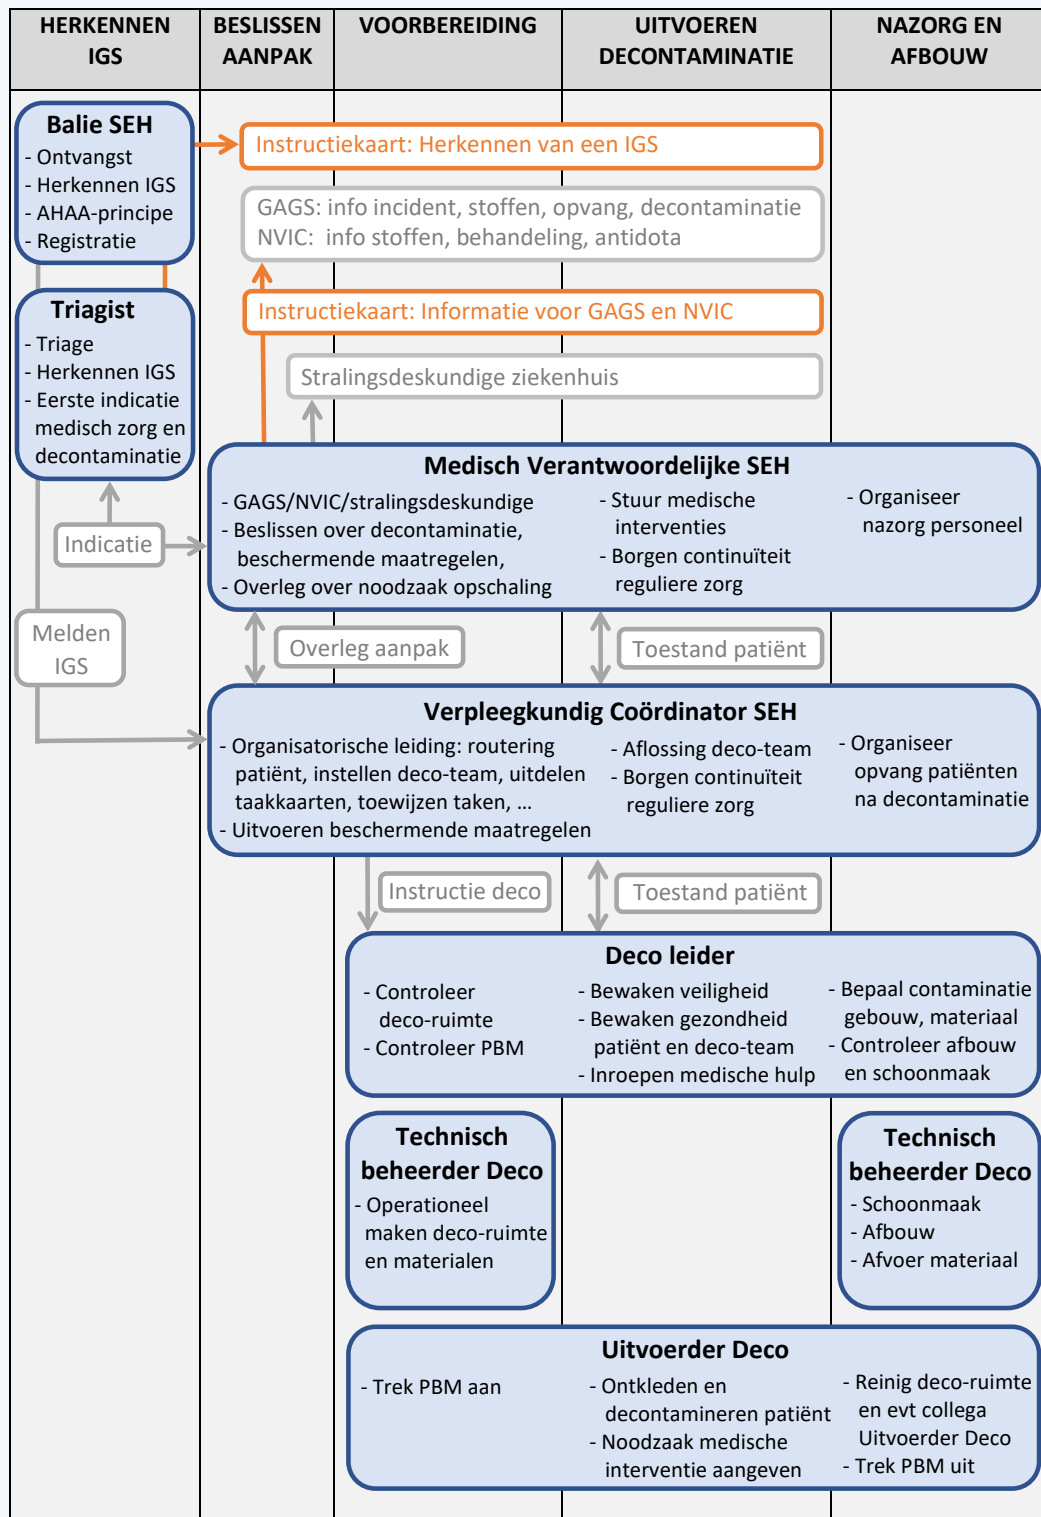 HERKENNEN
IGS
BESLISSEN
AANPAK
VOORBEREIDING
UITVOEREN
DECONTAMINATIE
NAZORG EN
AFBOUW
Balie SEH
- Ontvangst
- Herkennen IGS
- AHAA-principe
- Registratie
Instructiekaart: Herkennen van een IGS
GAGS: info incident, stoffen, opvang, decontaminatie
NVIC: info stoffen, behandeling, antidota
Triagist
- Triage
- Herkennen IGS
- Eerste indicatie
medisch zorg en
decontaminatie
Instructiekaart: Informatie voor GAGS en NVIC
Stralingsdeskundige ziekenhuis
Indicatie
Medisch Verantwoordelijke SEH
- GAGS/NVIC/stralingsdeskundige
- Beslissen over decontaminatie,
beschermende maatregelen,
- Overleg over noodzaak opschaling
- Stuur medische
interventies
- Borgen continuïteit
reguliere zorg
- Organiseer
nazorg personeel
Melden
IGS
Overleg aanpak
Toestand patiënt
Verpleegkundig Coördinator SEH
- Organisatorische leiding: routering
patiënt, instellen deco-team, uitdelen
taakkaarten, toewijzen taken, ...
- Uitvoeren beschermende maatregelen
- Aflossing deco-team
- Borgen continuïteit
reguliere zorg
- Organiseer
opvang patiënten
na decontaminatie
Instructie deco
Toestand patiënt
Deco leider
- Controleer
deco-ruimte
- Controleer PBM
- Bewaken veiligheid
- Bewaken gezondheid
patiënt en deco-team
- Inroepen medische hulp
- Bepaal contaminatie
gebouw, materiaal
- Controleer afbouw
en schoonmaak
Technisch
beheerder Deco
- Operationeel
maken deco-ruimte
en materialen
Technisch
beheerder Deco
- Schoonmaak
- Afbouw
- Afvoer materiaal
Uitvoerder Deco
- Trek PBM aan
- Ontkleden en
decontamineren patiënt
- Noodzaak medische
interventie aangeven
- Reinig deco-ruimte
en evt collega
Uitvoerder Deco
- Trek PBM uit